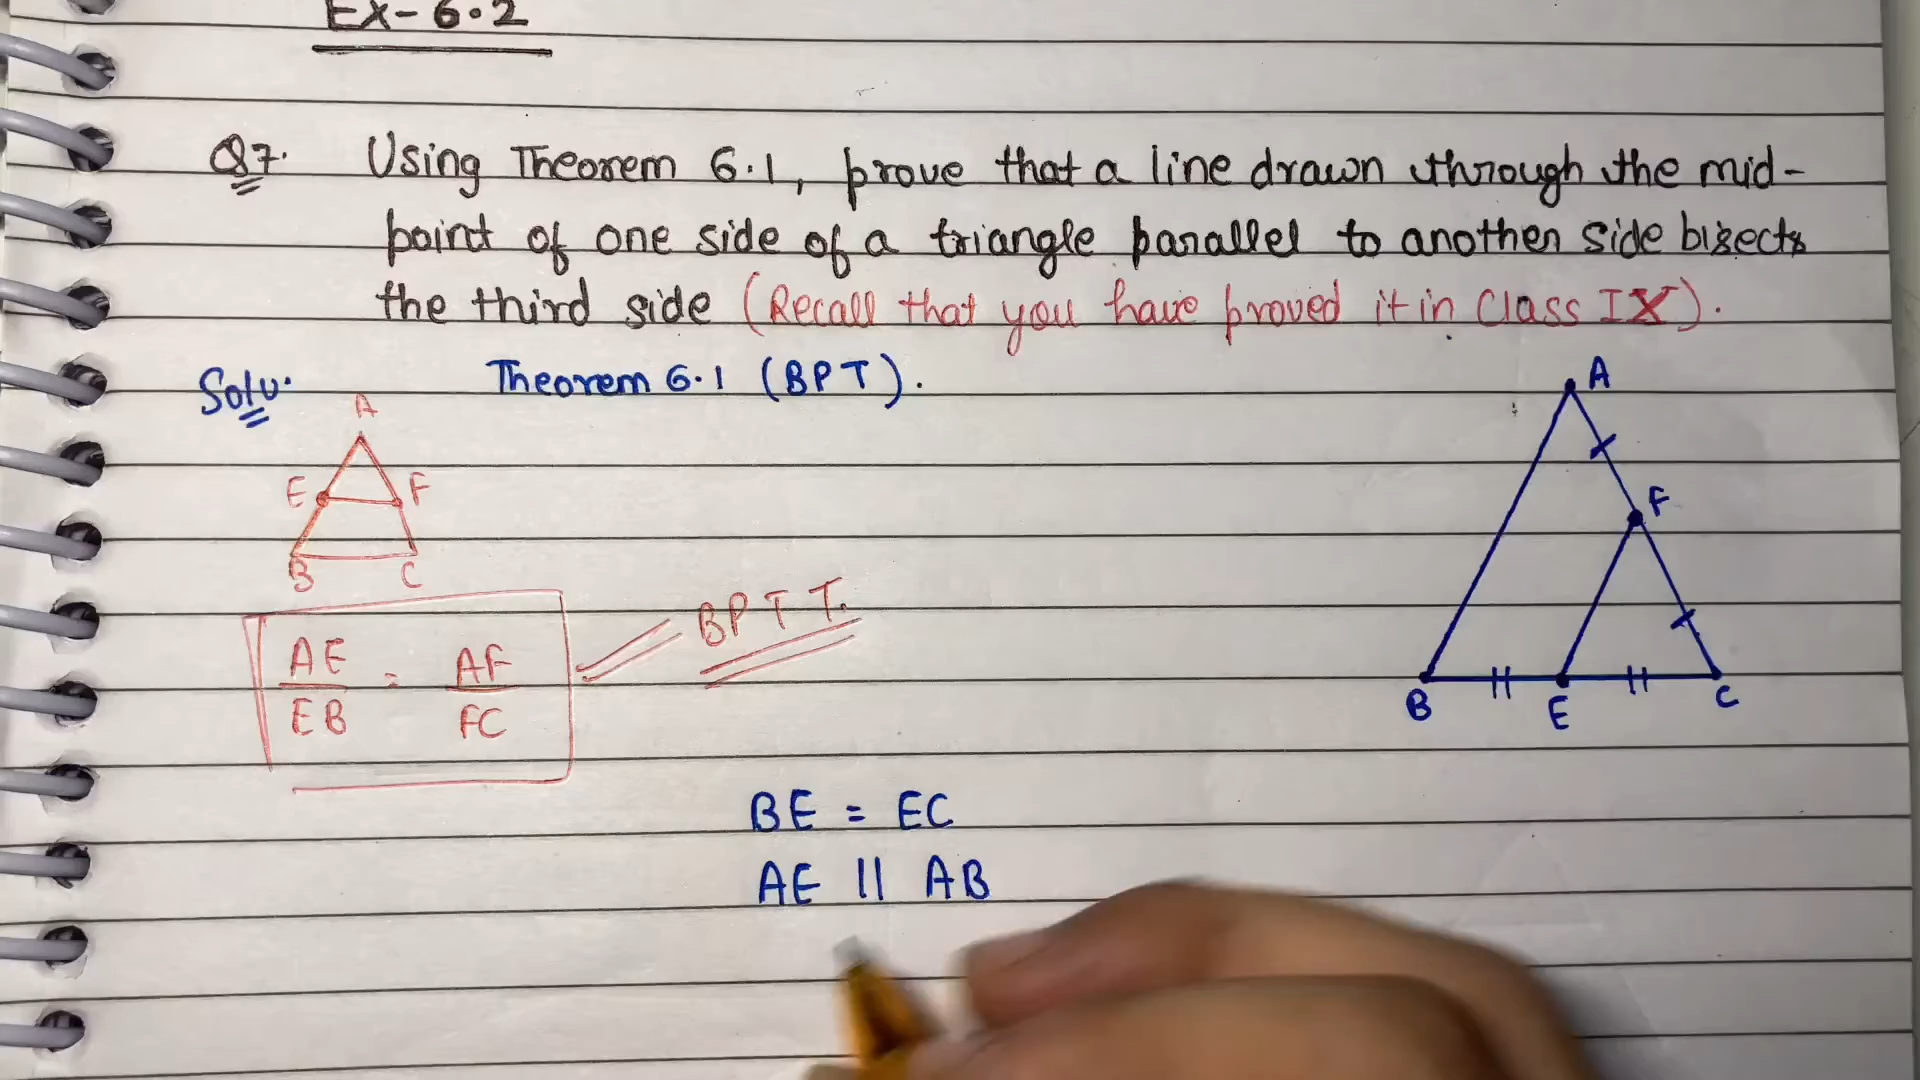 Ex-6.2
Q7. Using Theorem 6.1, prove that a line drawn through the mid-
point of one side of a triangle parallel to another side bisects
the third side (Recall that you have proved it in Class IX).
Solu. Theorem 6.1 (BPT).
A
E F
B C
AE = AF
EB FC
BPTT.
A
F
B E C
BE = EC
AE || AB